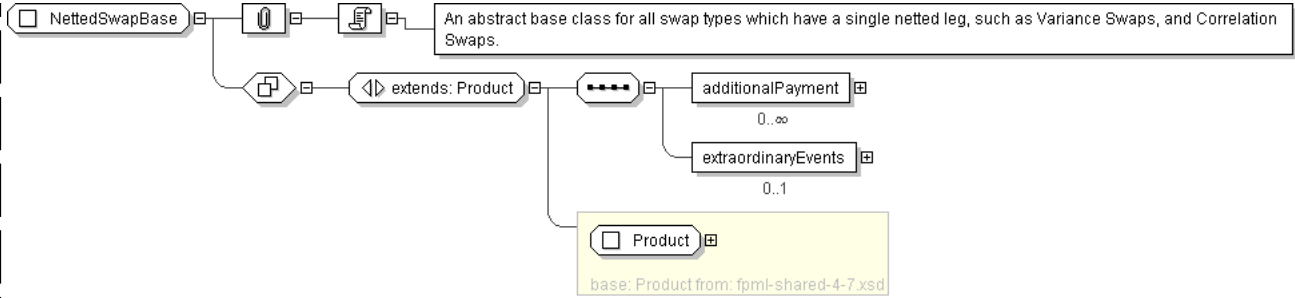 NettedSwapBase
An abstract base class for all swap types which have a single netted leg, such as Variance Swaps, and Correlation
Swaps.
extends: Product
additionalPayment
0..∞
extraordinaryEvents
0..1
Product
base: Product from: fpml-shared-4-7.xsd